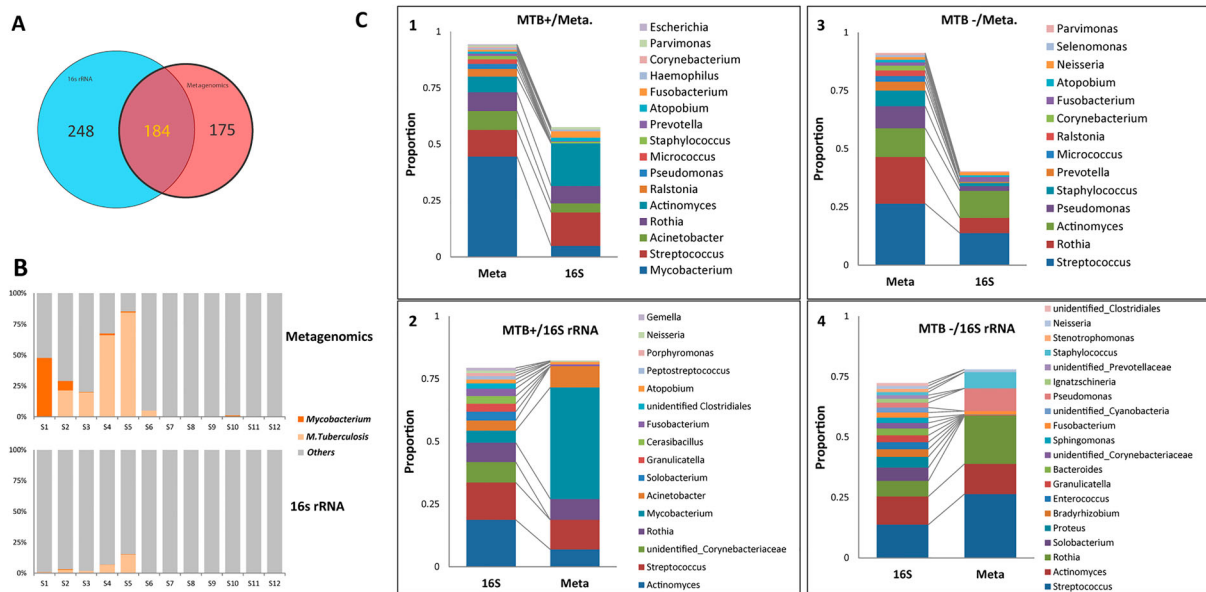 A
16s rRNA
Metagenomics
248
184
175
B
100%
75%
50%
25%
0%
S1 S2 S3 S4 S5 S6 S7 S8 S9 S10 S11 S12
Metagenomics
Mycobacterium
M.Tuberculosis
Others
100%
75%
50%
25%
0%
S1 S2 S3 S4 S5 S6 S7 S8 S9 S10 S11 S12
16s rRNA
C
1
MTB+/Meta.
Proportion
1
0.75
0.5
0.25
0
Meta 16S
Escherichia
Parvimonas
Corynebacterium
Haemophilus
Fusobacterium
Atopobium
Prevotella
Staphylococcus
Micrococcus
Pseudomonas
Ralstonia
Actinomyces
Rothia
Acinetobacter
Streptococcus
Mycobacterium
3
MTB -/Meta.
Proportion
1
0.75
0.5
0.25
0
Meta 16S
Parvimonas
Selenomonas
Neisseria
Atopobium
Fusobacterium
Corynebacterium
Ralstonia
Micrococcus
Prevotella
Staphylococcus
Pseudomonas
Actinomyces
Rothia
Streptococcus
2
MTB+/16S rRNA
Proportion
1
0.75
0.5
0.25
0
16S Meta
Gemella
Neisseria
Porphyromonas
Peptostreptococcus
Atopobium
unidentified Clostridiales
Fusobacterium
Cerasibacillus
Granulicatella
Solobacterium
Acinetobacter
Mycobacterium
Rothia
unidentified_Corynebacteriaceae
Streptococcus
Actinomyces
4
MTB -/16S rRNA
Proportion
1
0.75
0.5
0.25
0
16S Meta
unidentified_Clostridiales
Neisseria
Stenotrophomonas
Staphylococcus
unidentified_Prevotellaceae
Ignatzschineria
Pseudomonas
unidentified_Cyanobacteria
Fusobacterium
Sphingomonas
unidentified_Corynebacteriaceae
Bacteroides
Granulicatella
Enterococcus
Bradyrhizobium
Proteus
Solobacterium
Rothia
Actinomyces
Streptococcus